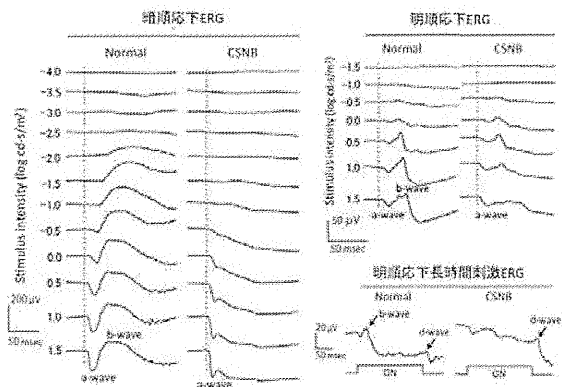 暗順応下ERG
Normal CSNB
Stimulus intensity (log cd-s/m²)
-4.0
-3.5
-3.0
-2.5
-2.0
-1.5
-1.0
-0.5
0.0
0.5
1.0
1.5
200 μV
50 msec
b-wave
a-wave
a-wave
明順応下ERG
Normal CSNB
Stimulus intensity (log cd-s/m²)
-1.5
-1.0
-0.5
0.0
0.5
1.0
1.5
b-wave
a-wave
a-wave
50 μV
50 msec
明順応下長時間刺激ERG
Normal CSNB
b-wave
d-wave
d-wave
20 μV
50 msec
ON
ON